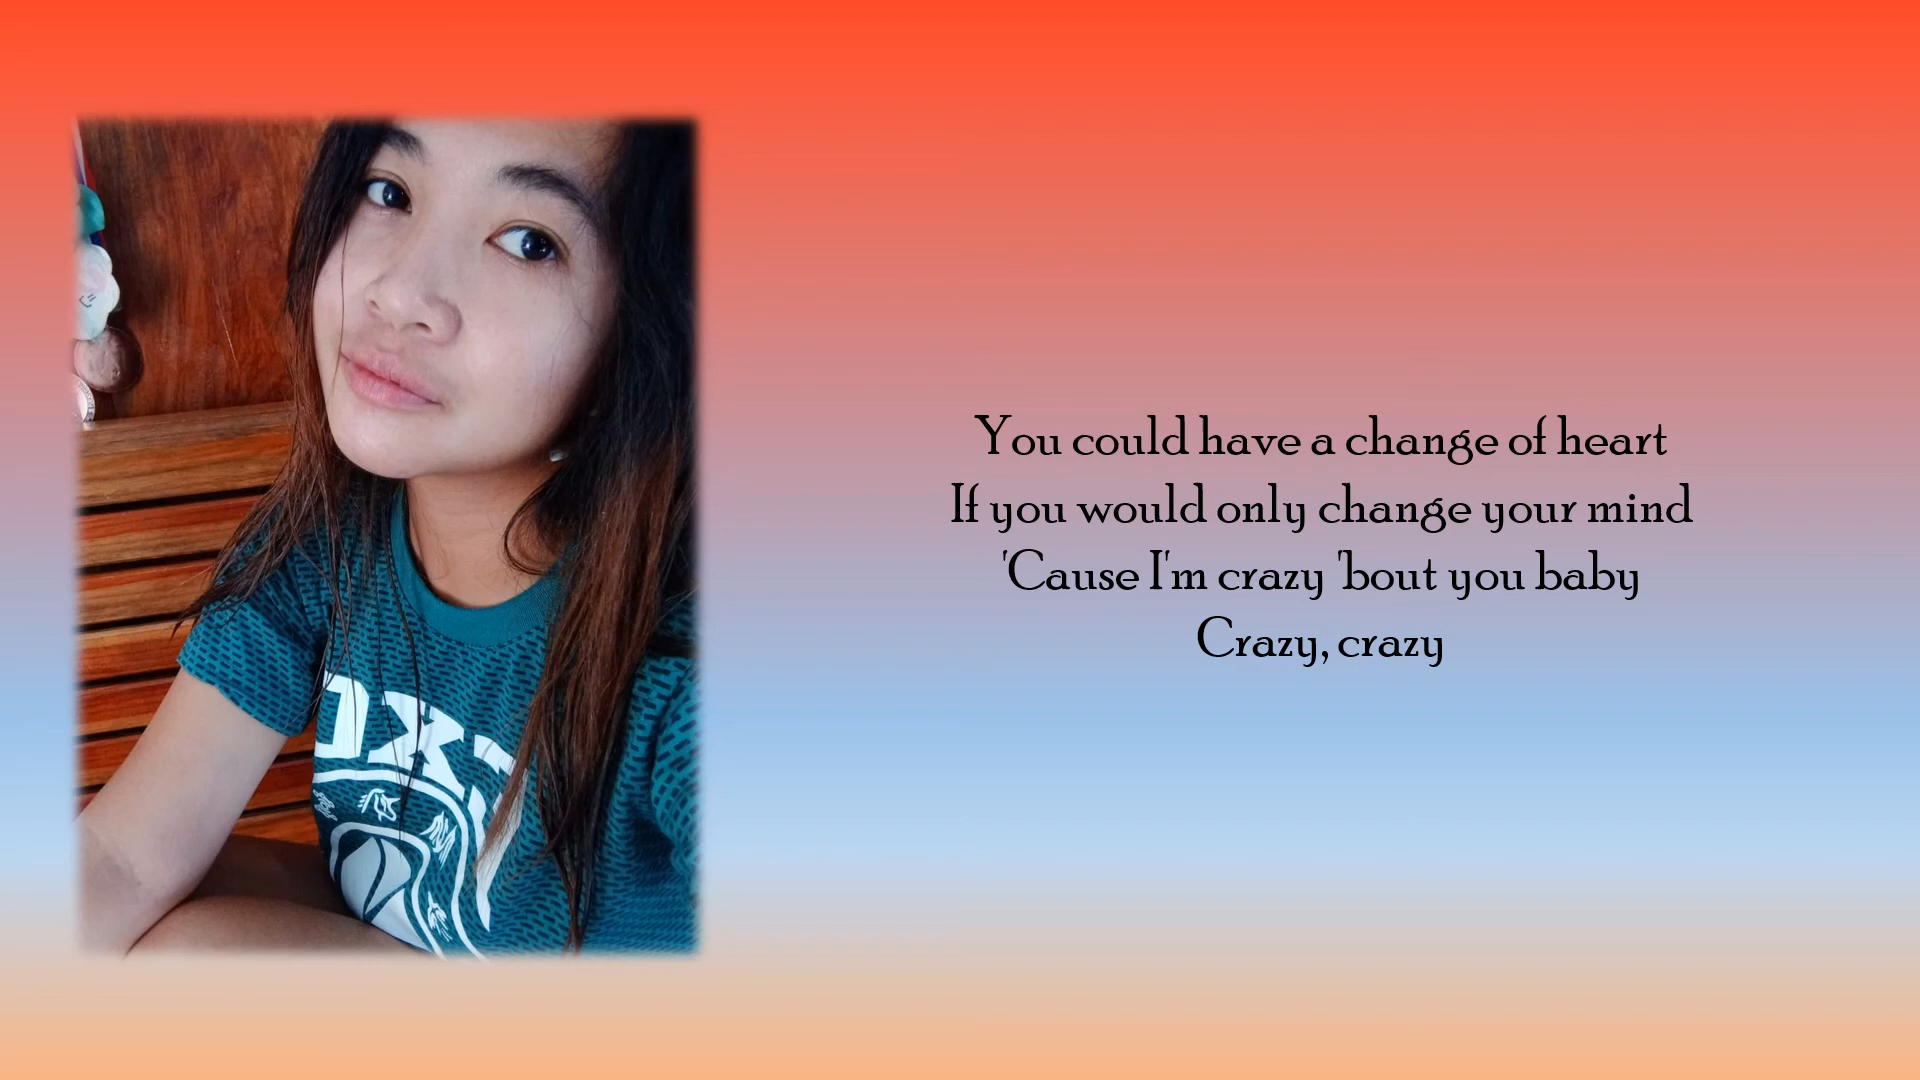 You could have a change of heart
If you would only change your mind
'Cause I'm crazy 'bout you baby
Crazy, crazy